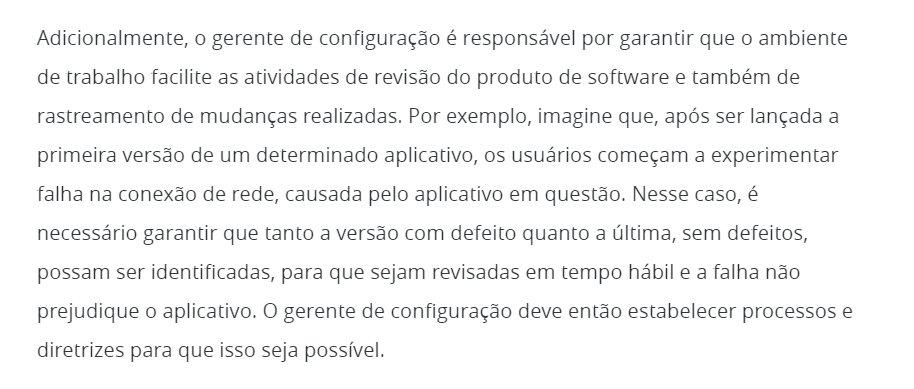 Adicionalmente, o gerente de configuração é responsável por garantir que o ambiente
de trabalho facilite as atividades de revisão do produto de software e também de
rastreamento de mudanças realizadas. Por exemplo, imagine que, após ser lançada a
primeira versão de um determinado aplicativo, os usuários começam a experimentar
falha na conexão de rede, causada pelo aplicativo em questão. Nesse caso, é
necessário garantir que tanto a versão com defeito quanto a última, sem defeitos,
possam ser identificadas, para que sejam revisadas em tempo hábil e a falha não
prejudique o aplicativo. O gerente de configuração deve então estabelecer processos e
diretrizes para que isso seja possível.